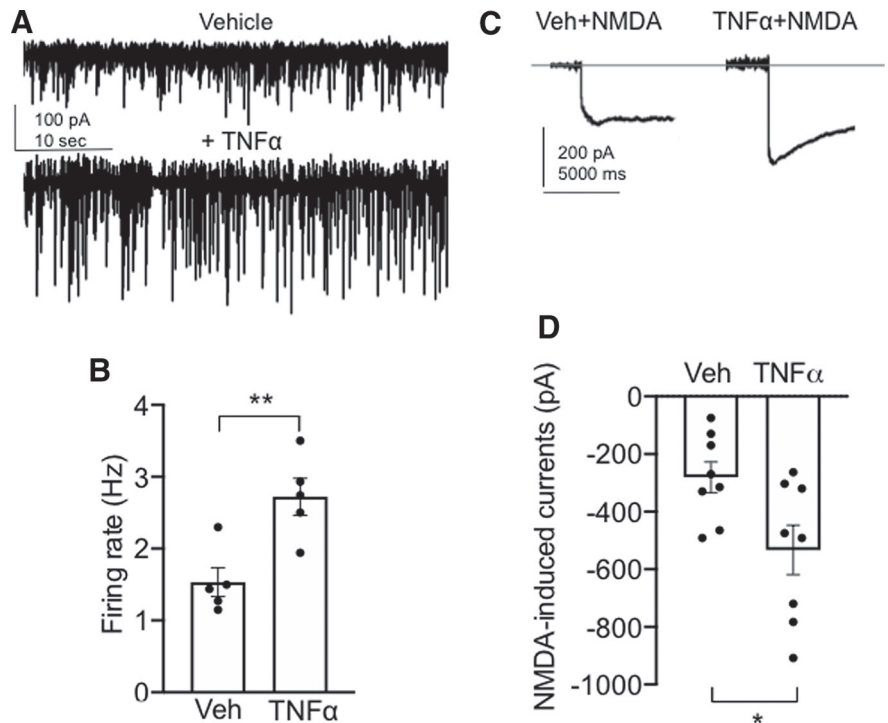 A
Vehicle
100 pA
10 sec
+ TNFα
B
**
Firing rate (Hz)
4
3
2
1
0
Veh TNFα
C
Veh+NMDA TNFα+NMDA
200 pA
5000 ms
D
Veh TNFα
NMDA-induced currents (pA)
0
-200
-400
-600
-800
-1000
*